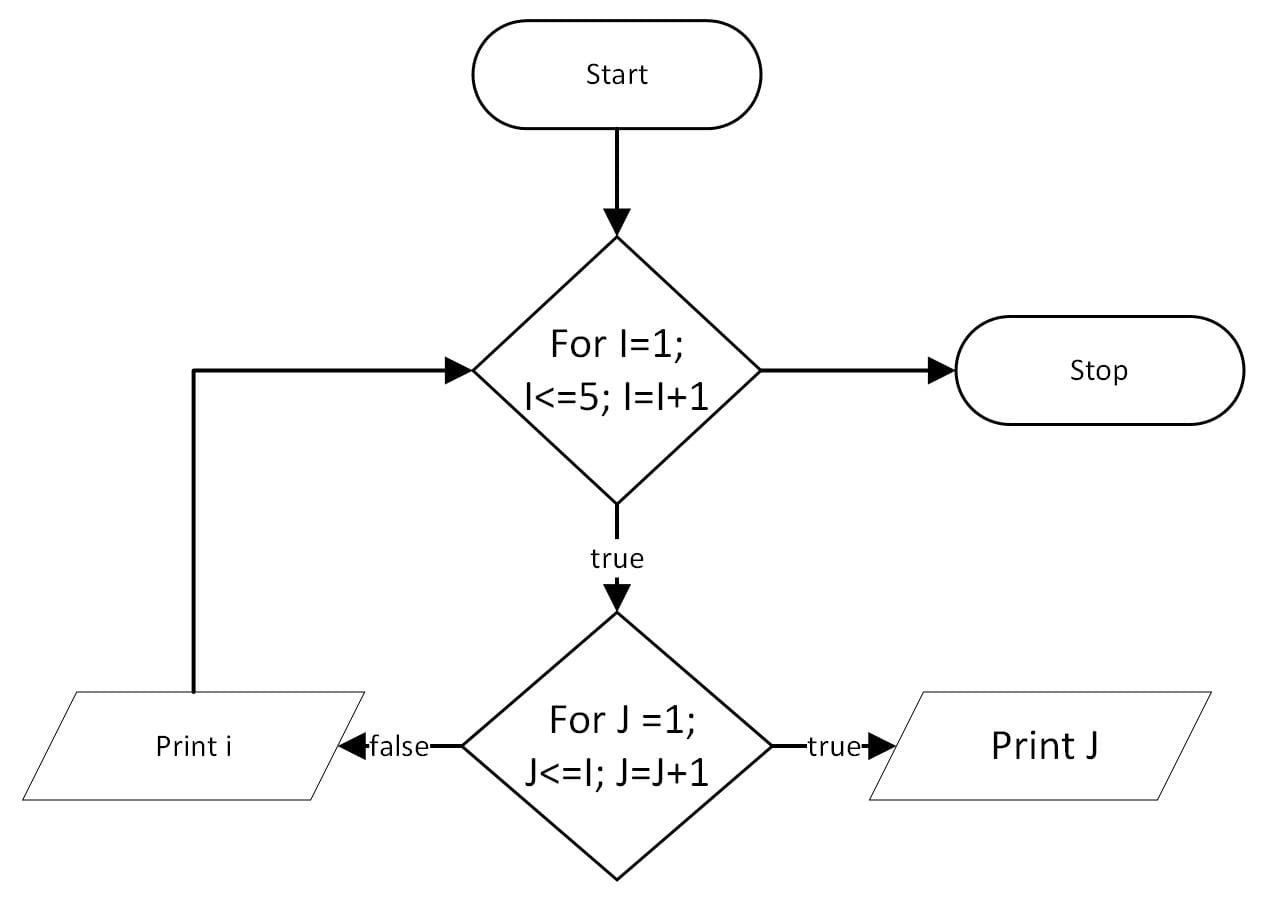 Start
For I=1;
I<=5; I=I+1
Stop
true
For J =1;
J<=I; J=J+1
false
Print i
true
Print J